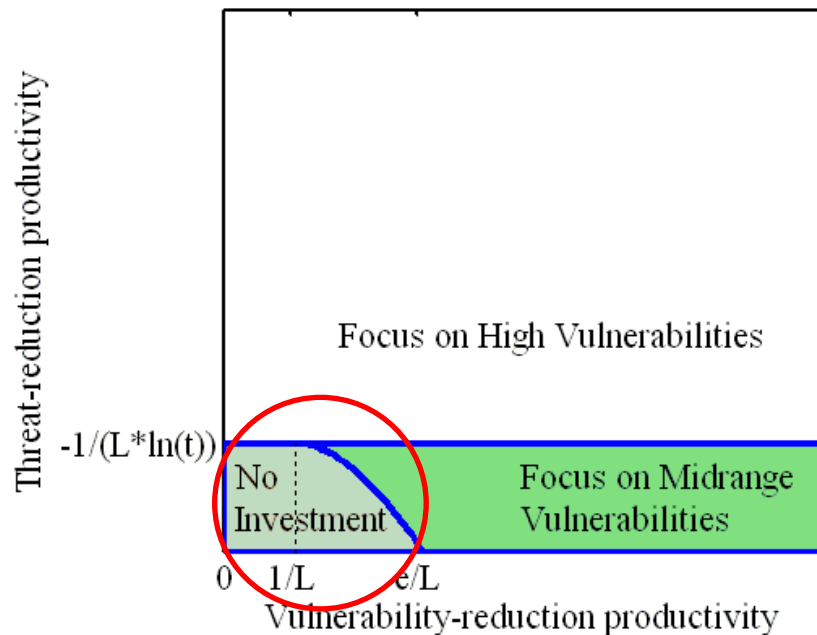 Threat-reduction productivity
Focus on High Vulnerabilities
-1/(L*ln(t))
No
Investment
Focus on Midrange
Vulnerabilities
0
1/L
e/L
Vulnerability-reduction productivity